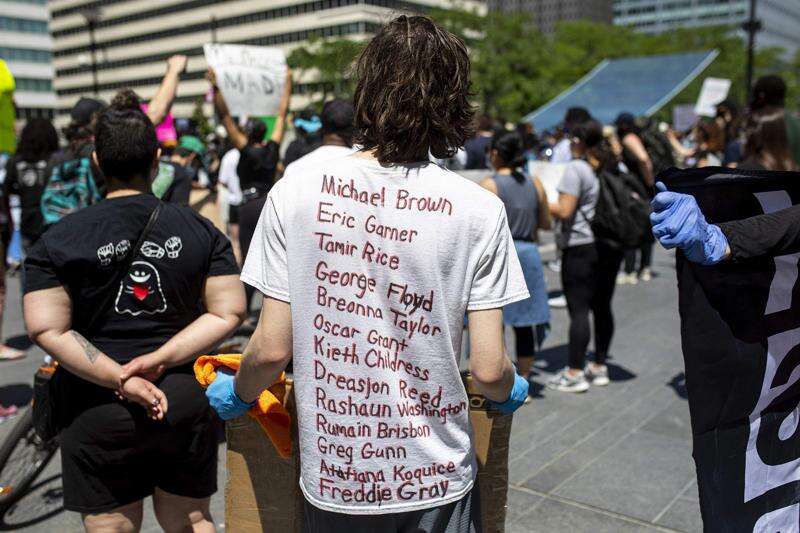 MAD
Michael Brown
Eric Garner
Tamir Rice
George Floyd
Breonna Taylor
Oscar Grant
Kieth Childress
Dreasjon Reed
Rashaun Washington
Rumain Brisbon
Greg Gunn
Atatiana Koquice
Freddie Gray